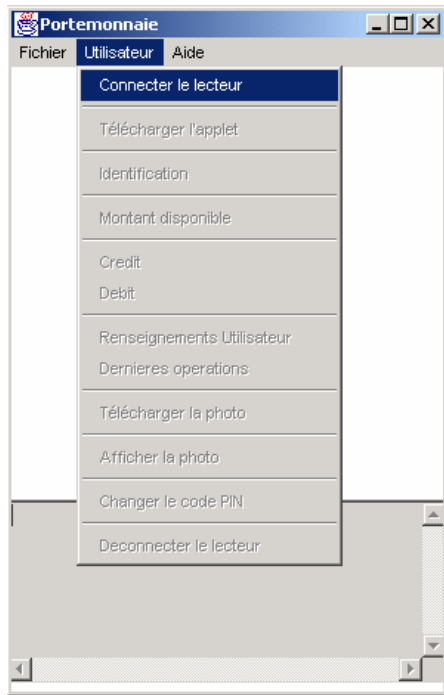 Portemonnaie
Fichier Utilisateur Aide
Connecter le lecteur
Télécharger l'applet
Identification
Montant disponible
Credit
Debit
Renseignements Utilisateur
Dernieres operations
Télécharger la photo
Afficher la photo
Changer le code PIN
Deconnecter le lecteur